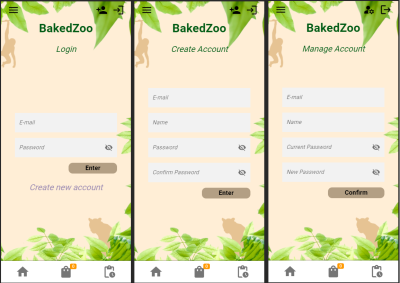 BakedZoo
Login
E-mail
Password
Enter
Create new account
BakedZoo
Create Account
E-mail
Name
Password
Confirm Password
Enter
BakedZoo
Manage Account
E-mail
Name
Current Password
New Password
Confirm